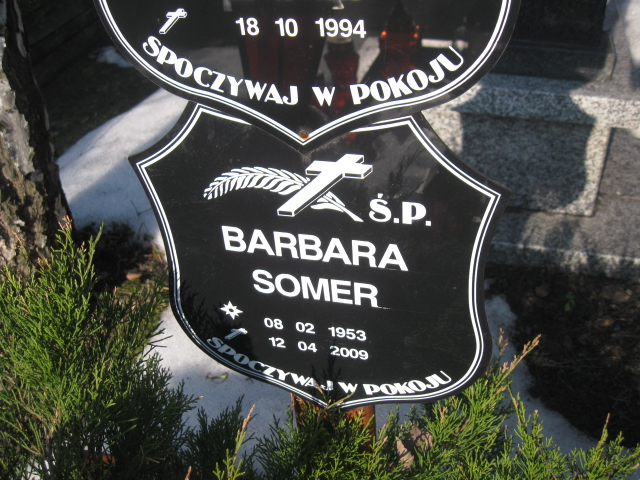 18 10 1994
SPOCZYWAJ W POKOJU
Ś.P.
BARBARA
SOMER
08 02 1953
12 04 2009
SPOCZYWAJ W POKOJU